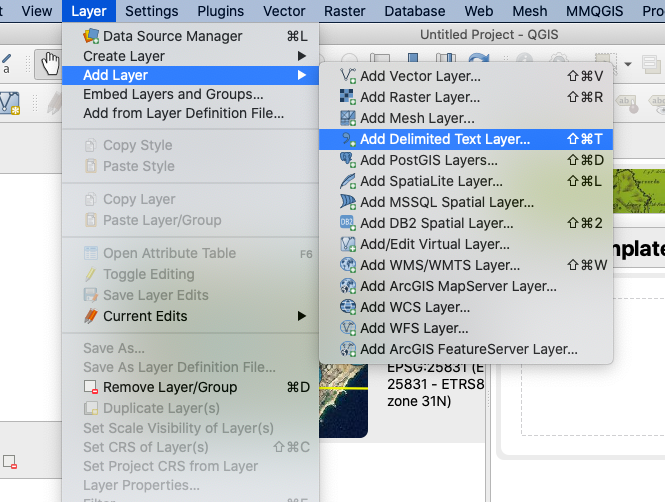 View Layer Settings Plugins Vector Raster Database Web Mesh MMQGIS
Untitled Project - QGIS
Data Source Manager ⌘L
Create Layer ▶
Add Layer ▶
Embed Layers and Groups...
Add from Layer Definition File...
Copy Style
Paste Style
Copy Layer
Paste Layer/Group
Open Attribute Table F6
Toggle Editing
Save Layer Edits
Current Edits ▶
Save As...
Save As Layer Definition File...
Remove Layer/Group ⌘D
Duplicate Layer(s)
Set Scale Visibility of Layer(s)
Set CRS of Layer(s) ⇧⌘C
Set Project CRS from Layer
Layer Properties...
Add Vector Layer... ⇧⌘V
Add Raster Layer... ⇧⌘R
Add Mesh Layer...
Add Delimited Text Layer... ⇧⌘T
Add PostGIS Layers... ⇧⌘D
Add SpatiaLite Layer... ⇧⌘L
Add MSSQL Spatial Layer...
Add DB2 Spatial Layer... ⇧⌘2
Add/Edit Virtual Layer...
Add WMS/WMTS Layer... ⇧⌘W
Add ArcGIS MapServer Layer...
Add WCS Layer...
Add WFS Layer...
Add ArcGIS FeatureServer Layer...
EPSG:25831 (E
25831 - ETRS8
zone 31N)
mplate